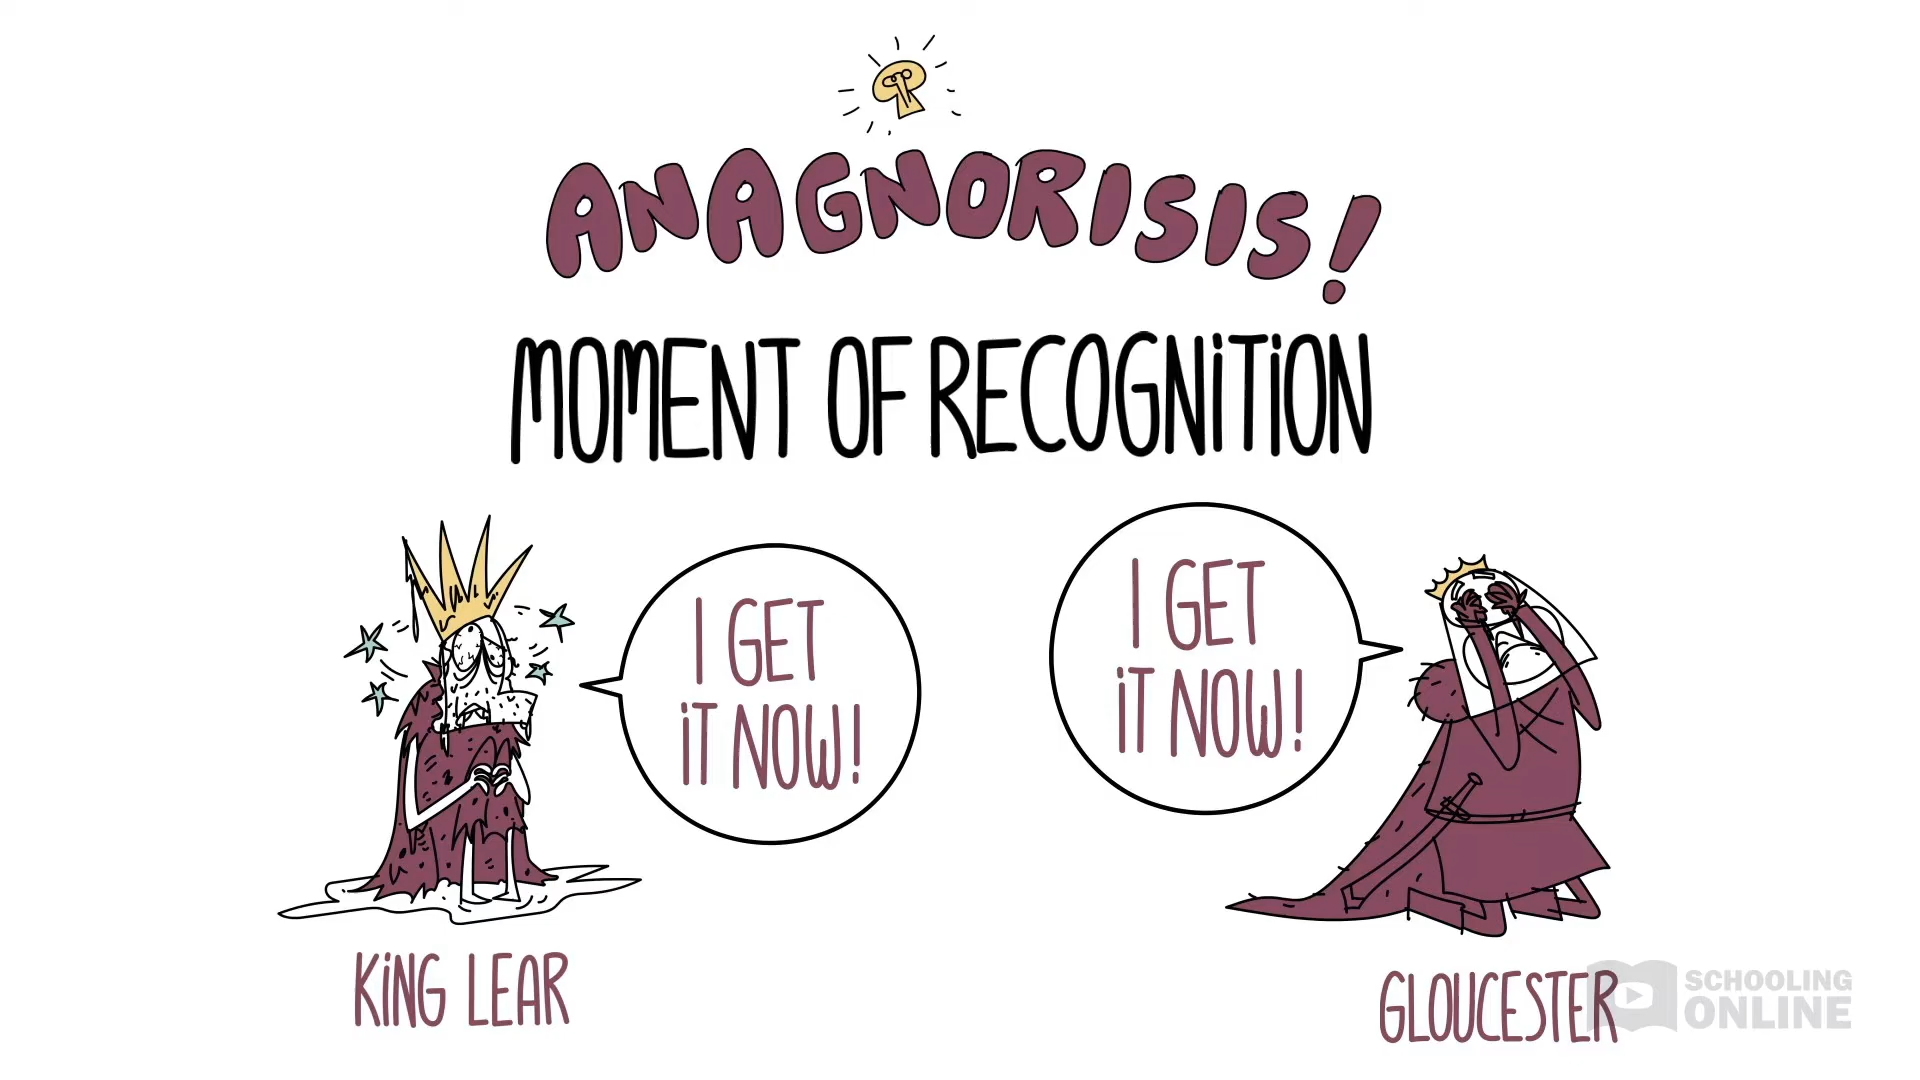 ANAGNORISIS!
MOMENT OF RECOGNITION
I GET
IT NOW!
I GET
IT NOW!
KING LEAR
GLOUCESTER
SCHOOLING
ONLINE